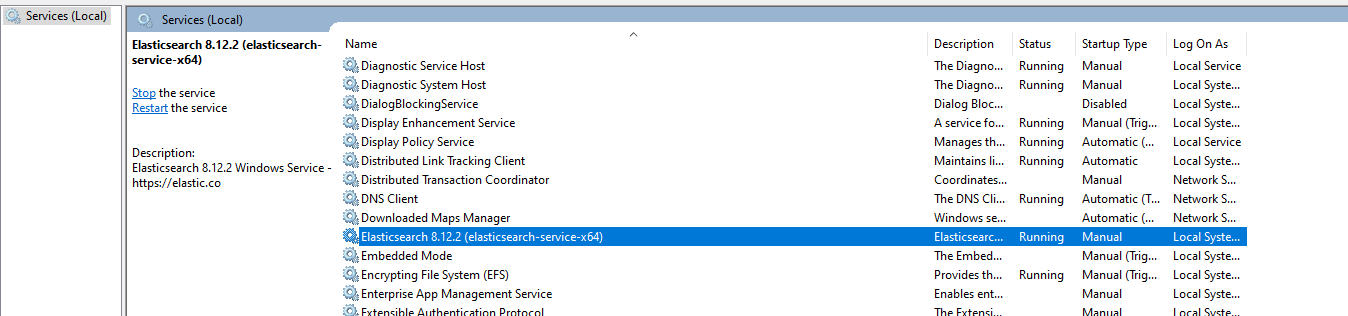 Services (Local)
Services (Local)
Elasticsearch 8.12.2 (elasticsearch-
service-x64)
Stop the service
Restart the service
Description:
Elasticsearch 8.12.2 Windows Service -
https://elastic.co
Name Description Status Startup Type Log On As
Diagnostic Service Host The Diagno... Running Manual Local Service
Diagnostic System Host The Diagno... Running Manual Local Syste...
DialogBlockingService Dialog Bloc... Disabled Local Syste...
Display Enhancement Service A service fo... Running Manual (Trig... Local Syste...
Display Policy Service Manages th... Running Automatic (... Local Service
Distributed Link Tracking Client Maintains li... Running Automatic Local Syste...
Distributed Transaction Coordinator Coordinates... Manual Network S...
DNS Client The DNS Cli... Running Automatic (T... Network S...
Downloaded Maps Manager Windows se... Automatic (... Network S...
Elasticsearch 8.12.2 (elasticsearch-service-x64) Elasticsearc... Running Manual Local Syste...
Embedded Mode The Embed... Manual (Trig... Local Syste...
Encrypting File System (EFS) Provides th... Running Manual (Trig... Local Syste...
Enterprise App Management Service Enables ent... Manual Local Syste...
Extensible Authentication Protocol The Extensi... Manual Local Syste...